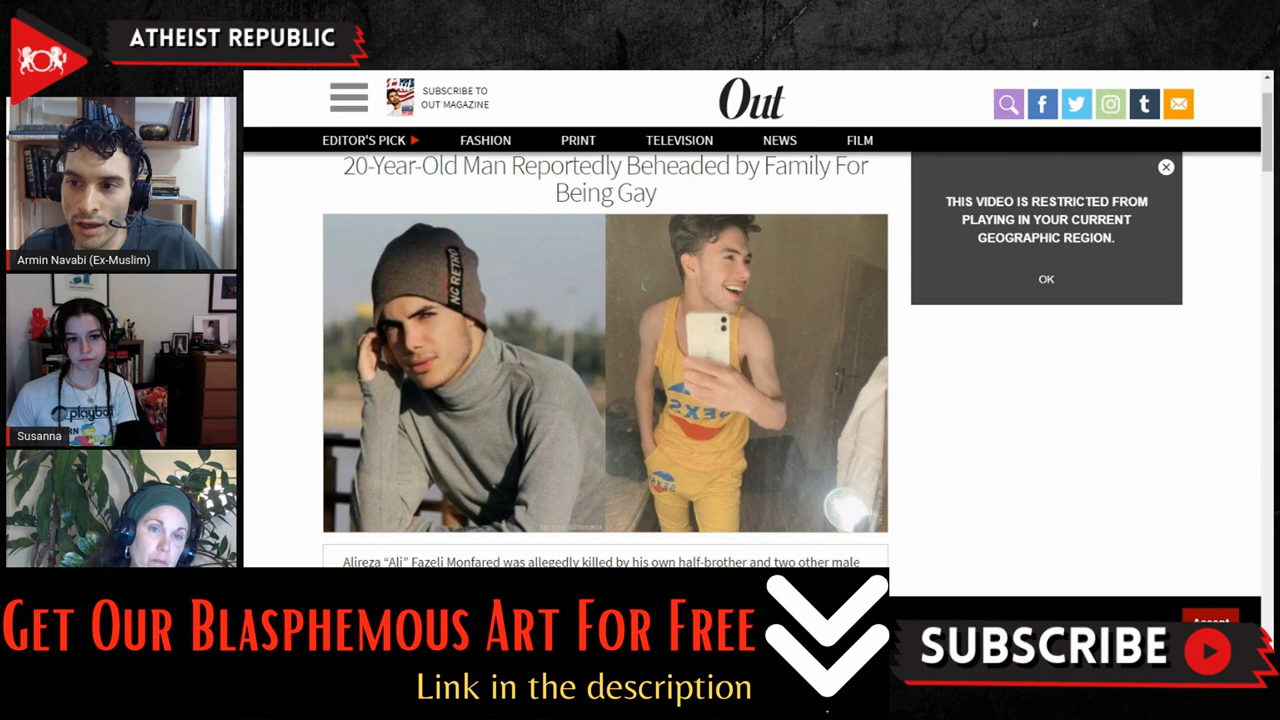 ATHEIST REPUBLIC
Armin Navabi (Ex-Muslim)
Susanna
SUBSCRIBE TO
OUT MAGAZINE
Out
EDITOR'S PICK
FASHION
PRINT
TELEVISION
NEWS
FILM
20-Year-Old Man Reportedly Beheaded by Family For
Being Gay
NC RETRO
THIS VIDEO IS RESTRICTED FROM
PLAYING IN YOUR CURRENT
GEOGRAPHIC REGION.
OK
playboi
Alireza “Ali” Fazeli Monfared was allegedly killed by his own half-brother and two other male
Accept
GET OUR BLASPHEMOUS ART FOR FREE
Link in the description
SUBSCRIBE